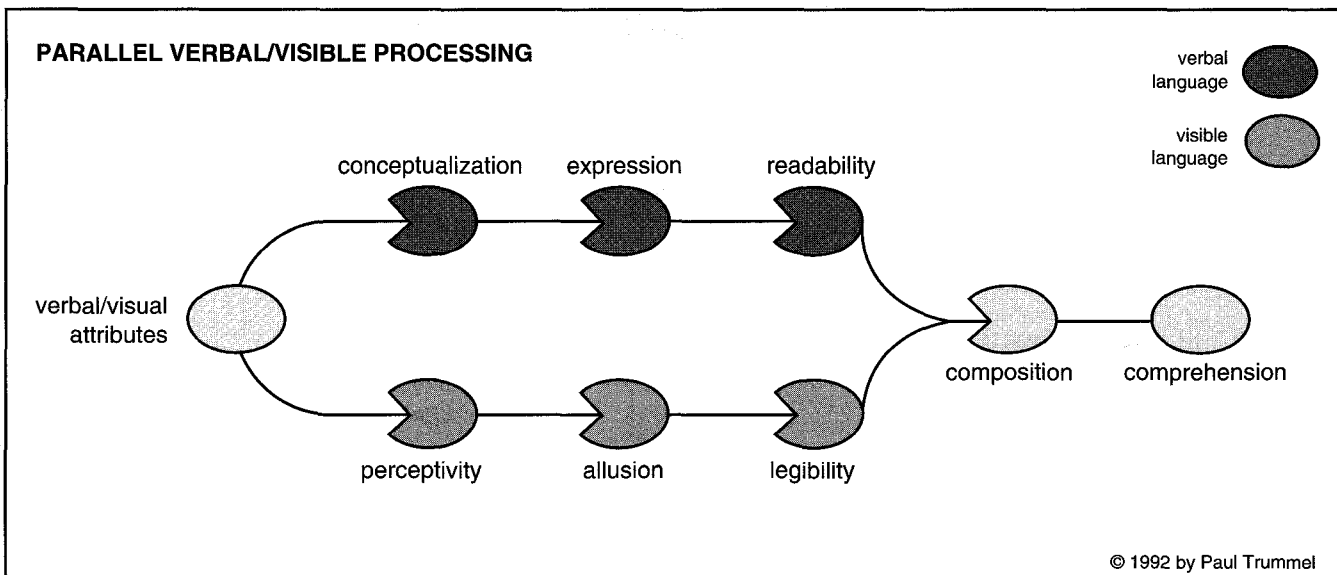 PARALLEL VERBAL/VISIBLE PROCESSING
verbal
language
visible
language
conceptualization
expression
readability
verbal/visual
attributes
composition
comprehension
perceptivity
allusion
legibility
© 1992 by Paul Trummel